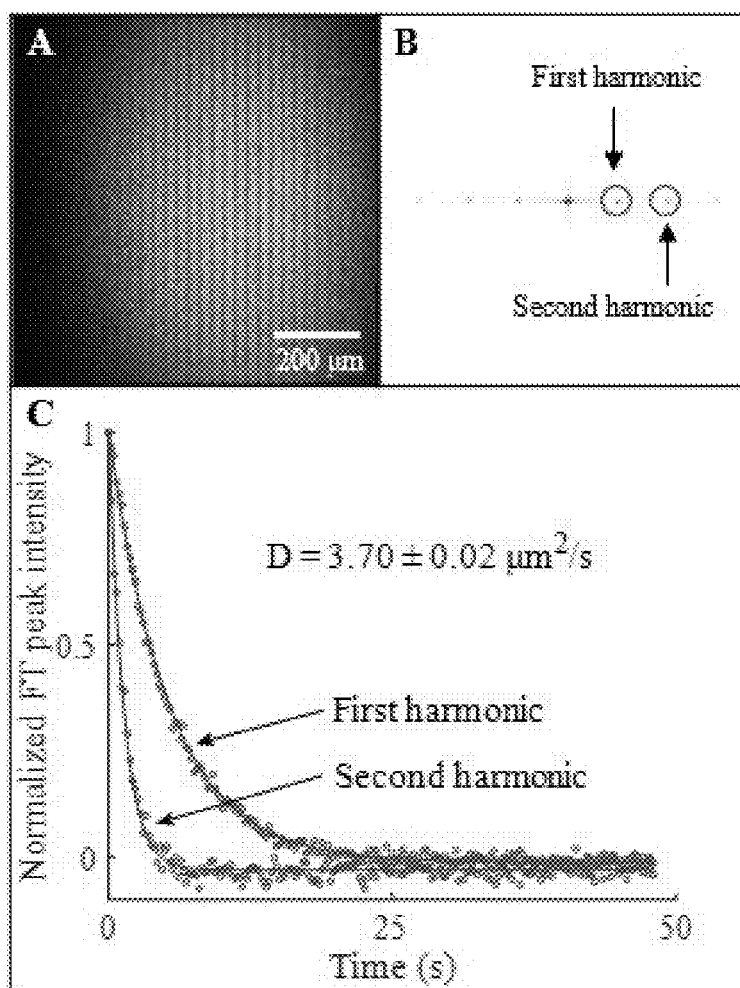 A
200 μm
B
First harmonic
Second harmonic
C
Normalized FT peak intensity
1
0.5
0
D = 3.70 ± 0.02 μm²/s
First harmonic
Second harmonic
0
25
50
Time (s)